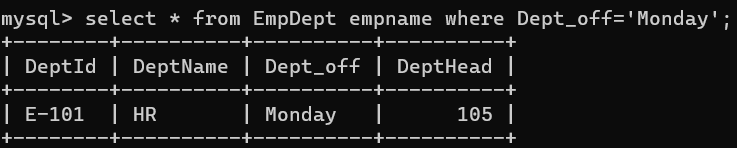 mysql> select * from EmpDept empname where Dept_off='Monday';
+--------+----------+----------+----------+
| DeptId | DeptName | Dept_off | DeptHead |
+--------+----------+----------+----------+
| E-101  | HR       | Monday   |      105 |
+--------+----------+----------+----------+